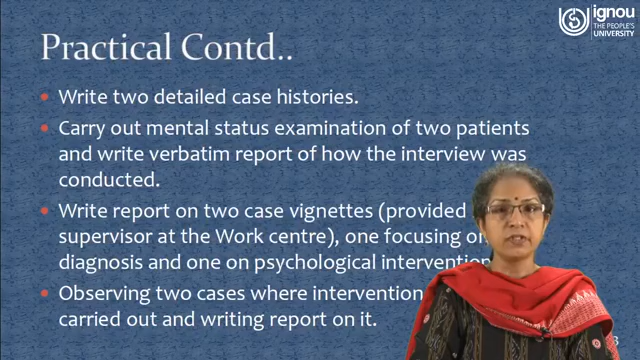 Practical Contd..
ignou
THE PEOPLE'S
UNIVERSITY
• Write two detailed case histories.
• Carry out mental status examination of two patients
and write verbatim report of how the interview was
conducted.
• Write report on two case vignettes (provided
supervisor at the Work centre), one focusing on
diagnosis and one on psychological intervention
• Observing two cases where intervention
carried out and writing report on it.
3